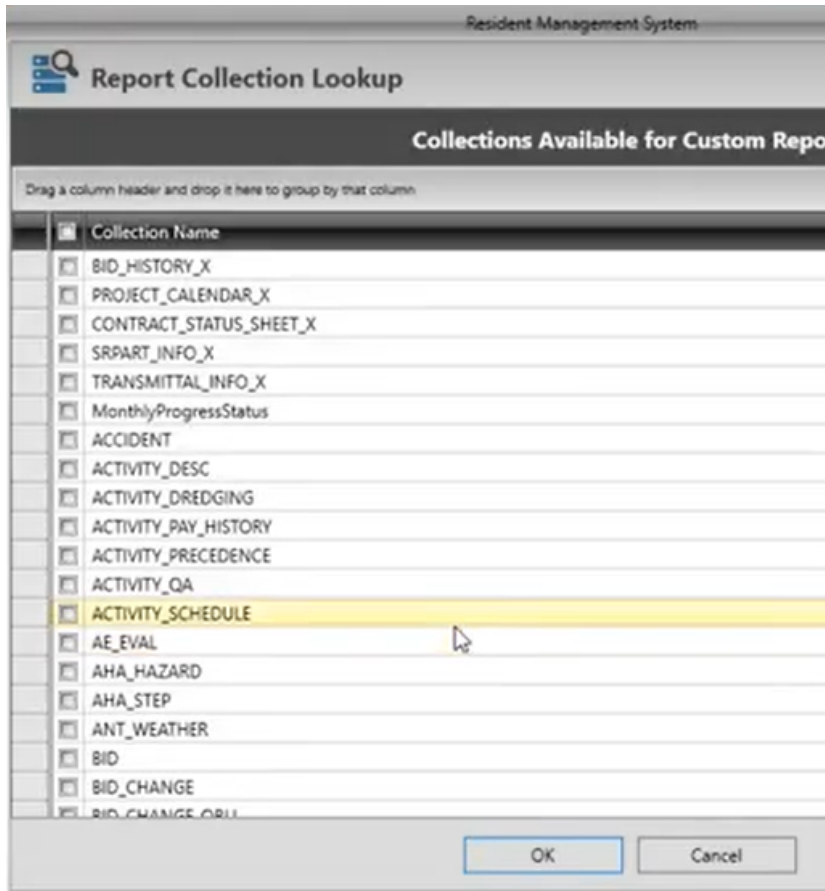 Resident Management System
Report Collection Lookup
Collections Available for Custom Repo
Drag a column header and drop it here to group by that column
Collection Name
BID_HISTORY_X
PROJECT_CALENDAR_X
CONTRACT_STATUS_SHEET_X
SRPART_INFO_X
TRANSMITTAL_INFO_X
MonthlyProgressStatus
ACCIDENT
ACTIVITY_DESC
ACTIVITY_DREDGING
ACTIVITY_PAY_HISTORY
ACTIVITY_PRECEDENCE
ACTIVITY_QA
ACTIVITY_SCHEDULE
AE_EVAL
AHA_HAZARD
AHA_STEP
ANT_WEATHER
BID
BID_CHANGE
OK Cancel